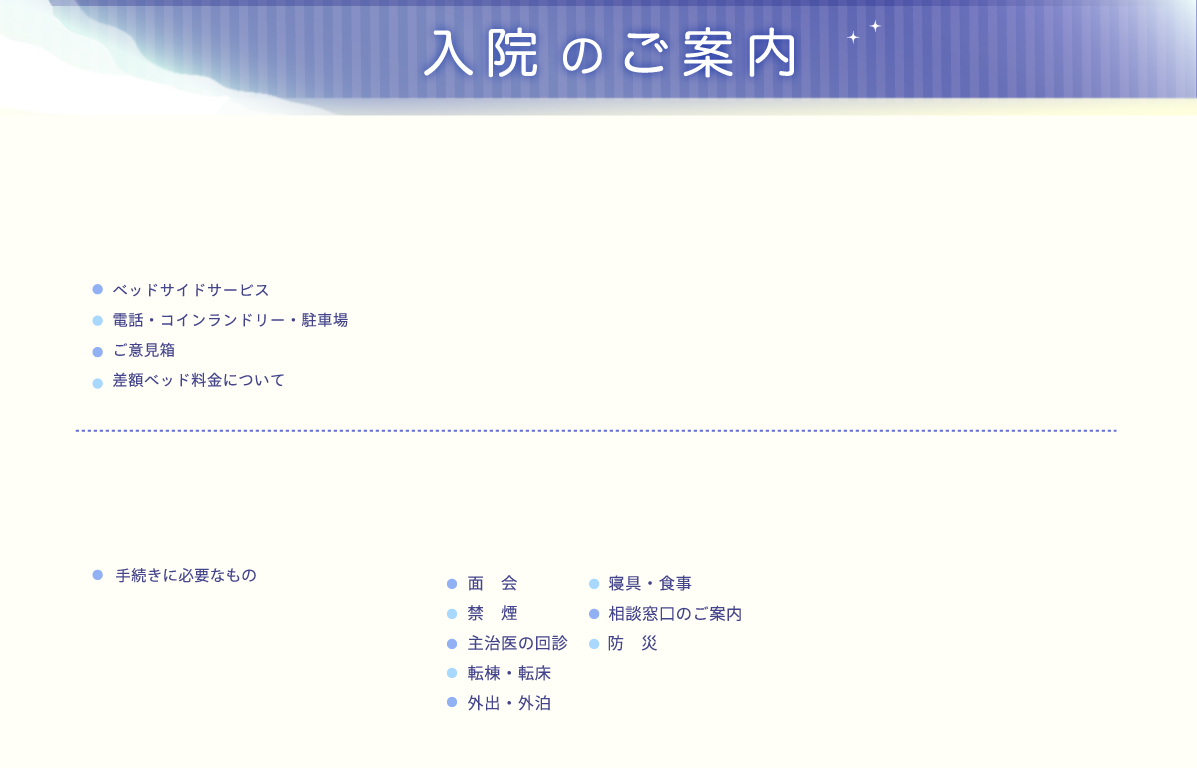 入院のご案内
ベッドサイドサービス
電話・コインランドリー・駐車場
ご意見箱
差額ベッド料金について
手続きに必要なもの
面　会
禁　煙
主治医の回診
転棟・転床
外出・外泊
寝具・食事
相談窓口のご案内
防　災